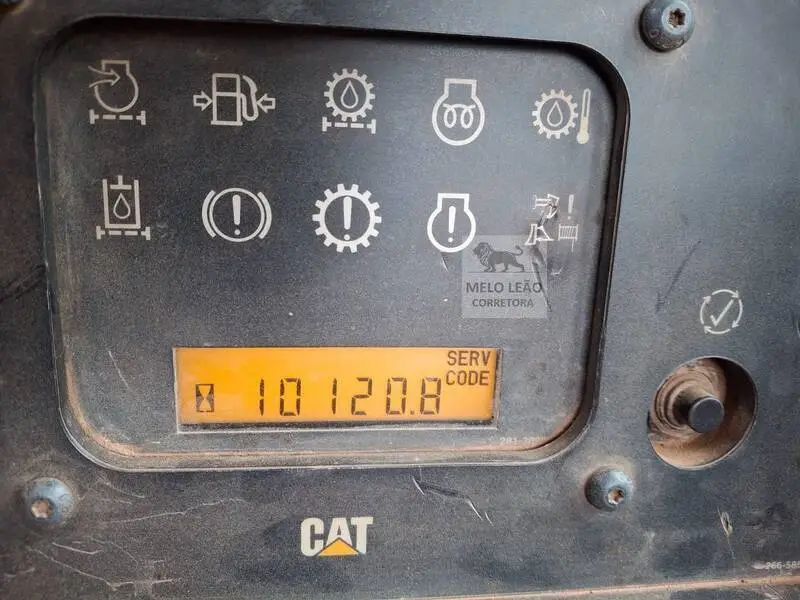 MELO LEÃO
CORRETORA
SERV
CODE
10120.8
CAT